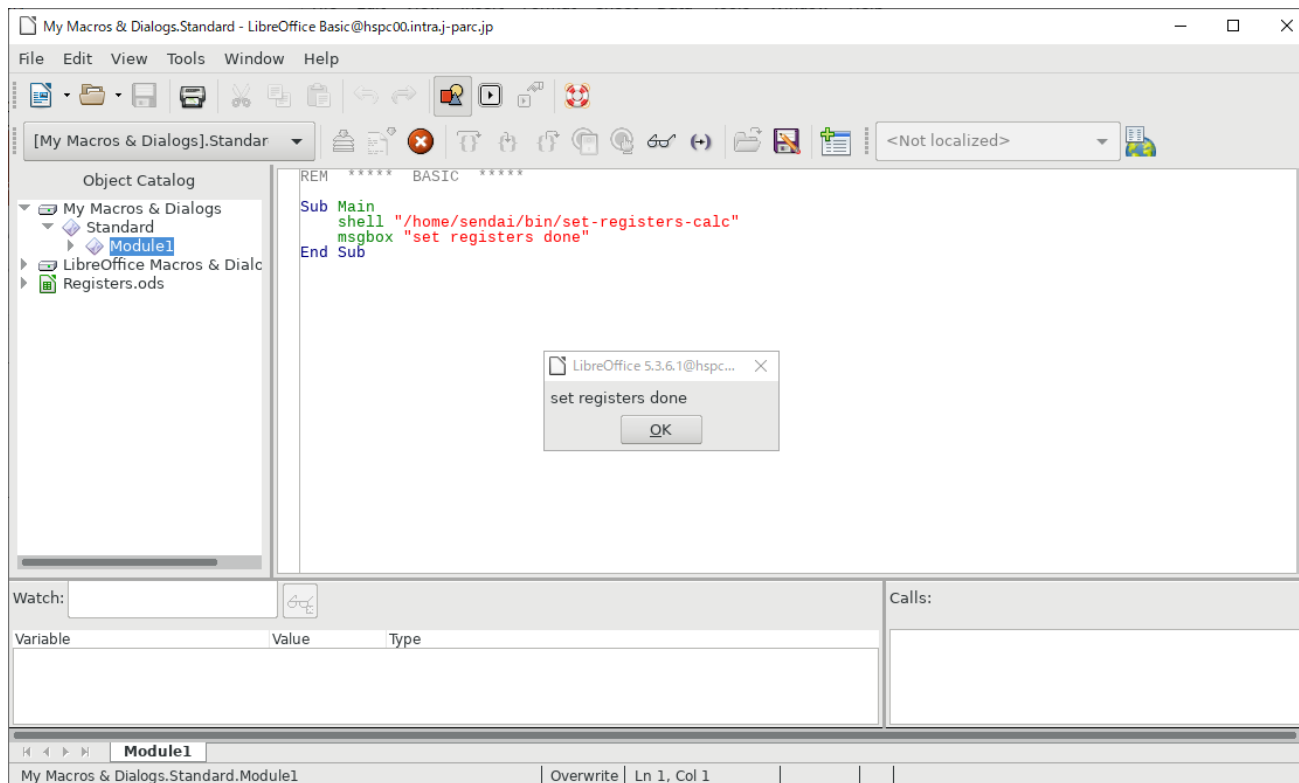 My Macros & Dialogs.Standard - LibreOffice Basic@hspc00.intra.j-parc.jp
File Edit View Tools Window Help
[My Macros & Dialogs].Standar
<Not localized>
Object Catalog
My Macros & Dialogs
Standard
Module1
LibreOffice Macros & Dialo
Registers.ods
REM ***** BASIC *****
Sub Main
shell "/home/sendai/bin/set-registers-calc"
msgbox "set registers done"
End Sub
LibreOffice 5.3.6.1@hspc...
set registers done
OK
Watch:
Calls:
Variable Value Type
Module1
My Macros & Dialogs.Standard.Module1 Overwrite Ln 1, Col 1